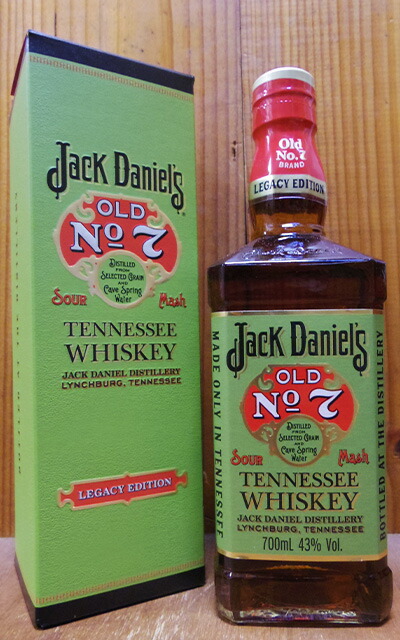 Jack Daniel's
OLD
No 7
DISTILLED
FROM
SELECTED GRAIN
AND
CAVE SPRING
WATER
SOUR Mash
TENNESSEE
WHISKEY
JACK DANIEL DISTILLERY
LYNCHBURG, TENNESSEE
LEGACY EDITION
Old
No. 7
BRAND
LEGACY EDITION
MADE ONLY IN TENNESSEE
Jack Daniel's
OLD
No 7
DISTILLED
FROM
SELECTED GRAIN
AND
CAVE SPRING
WATER
SOUR Mash
TENNESSEE
WHISKEY
JACK DANIEL DISTILLERY
LYNCHBURG, TENNESSEE
700mL 43% Vol.
BOTTLED AT THE DISTILLERY